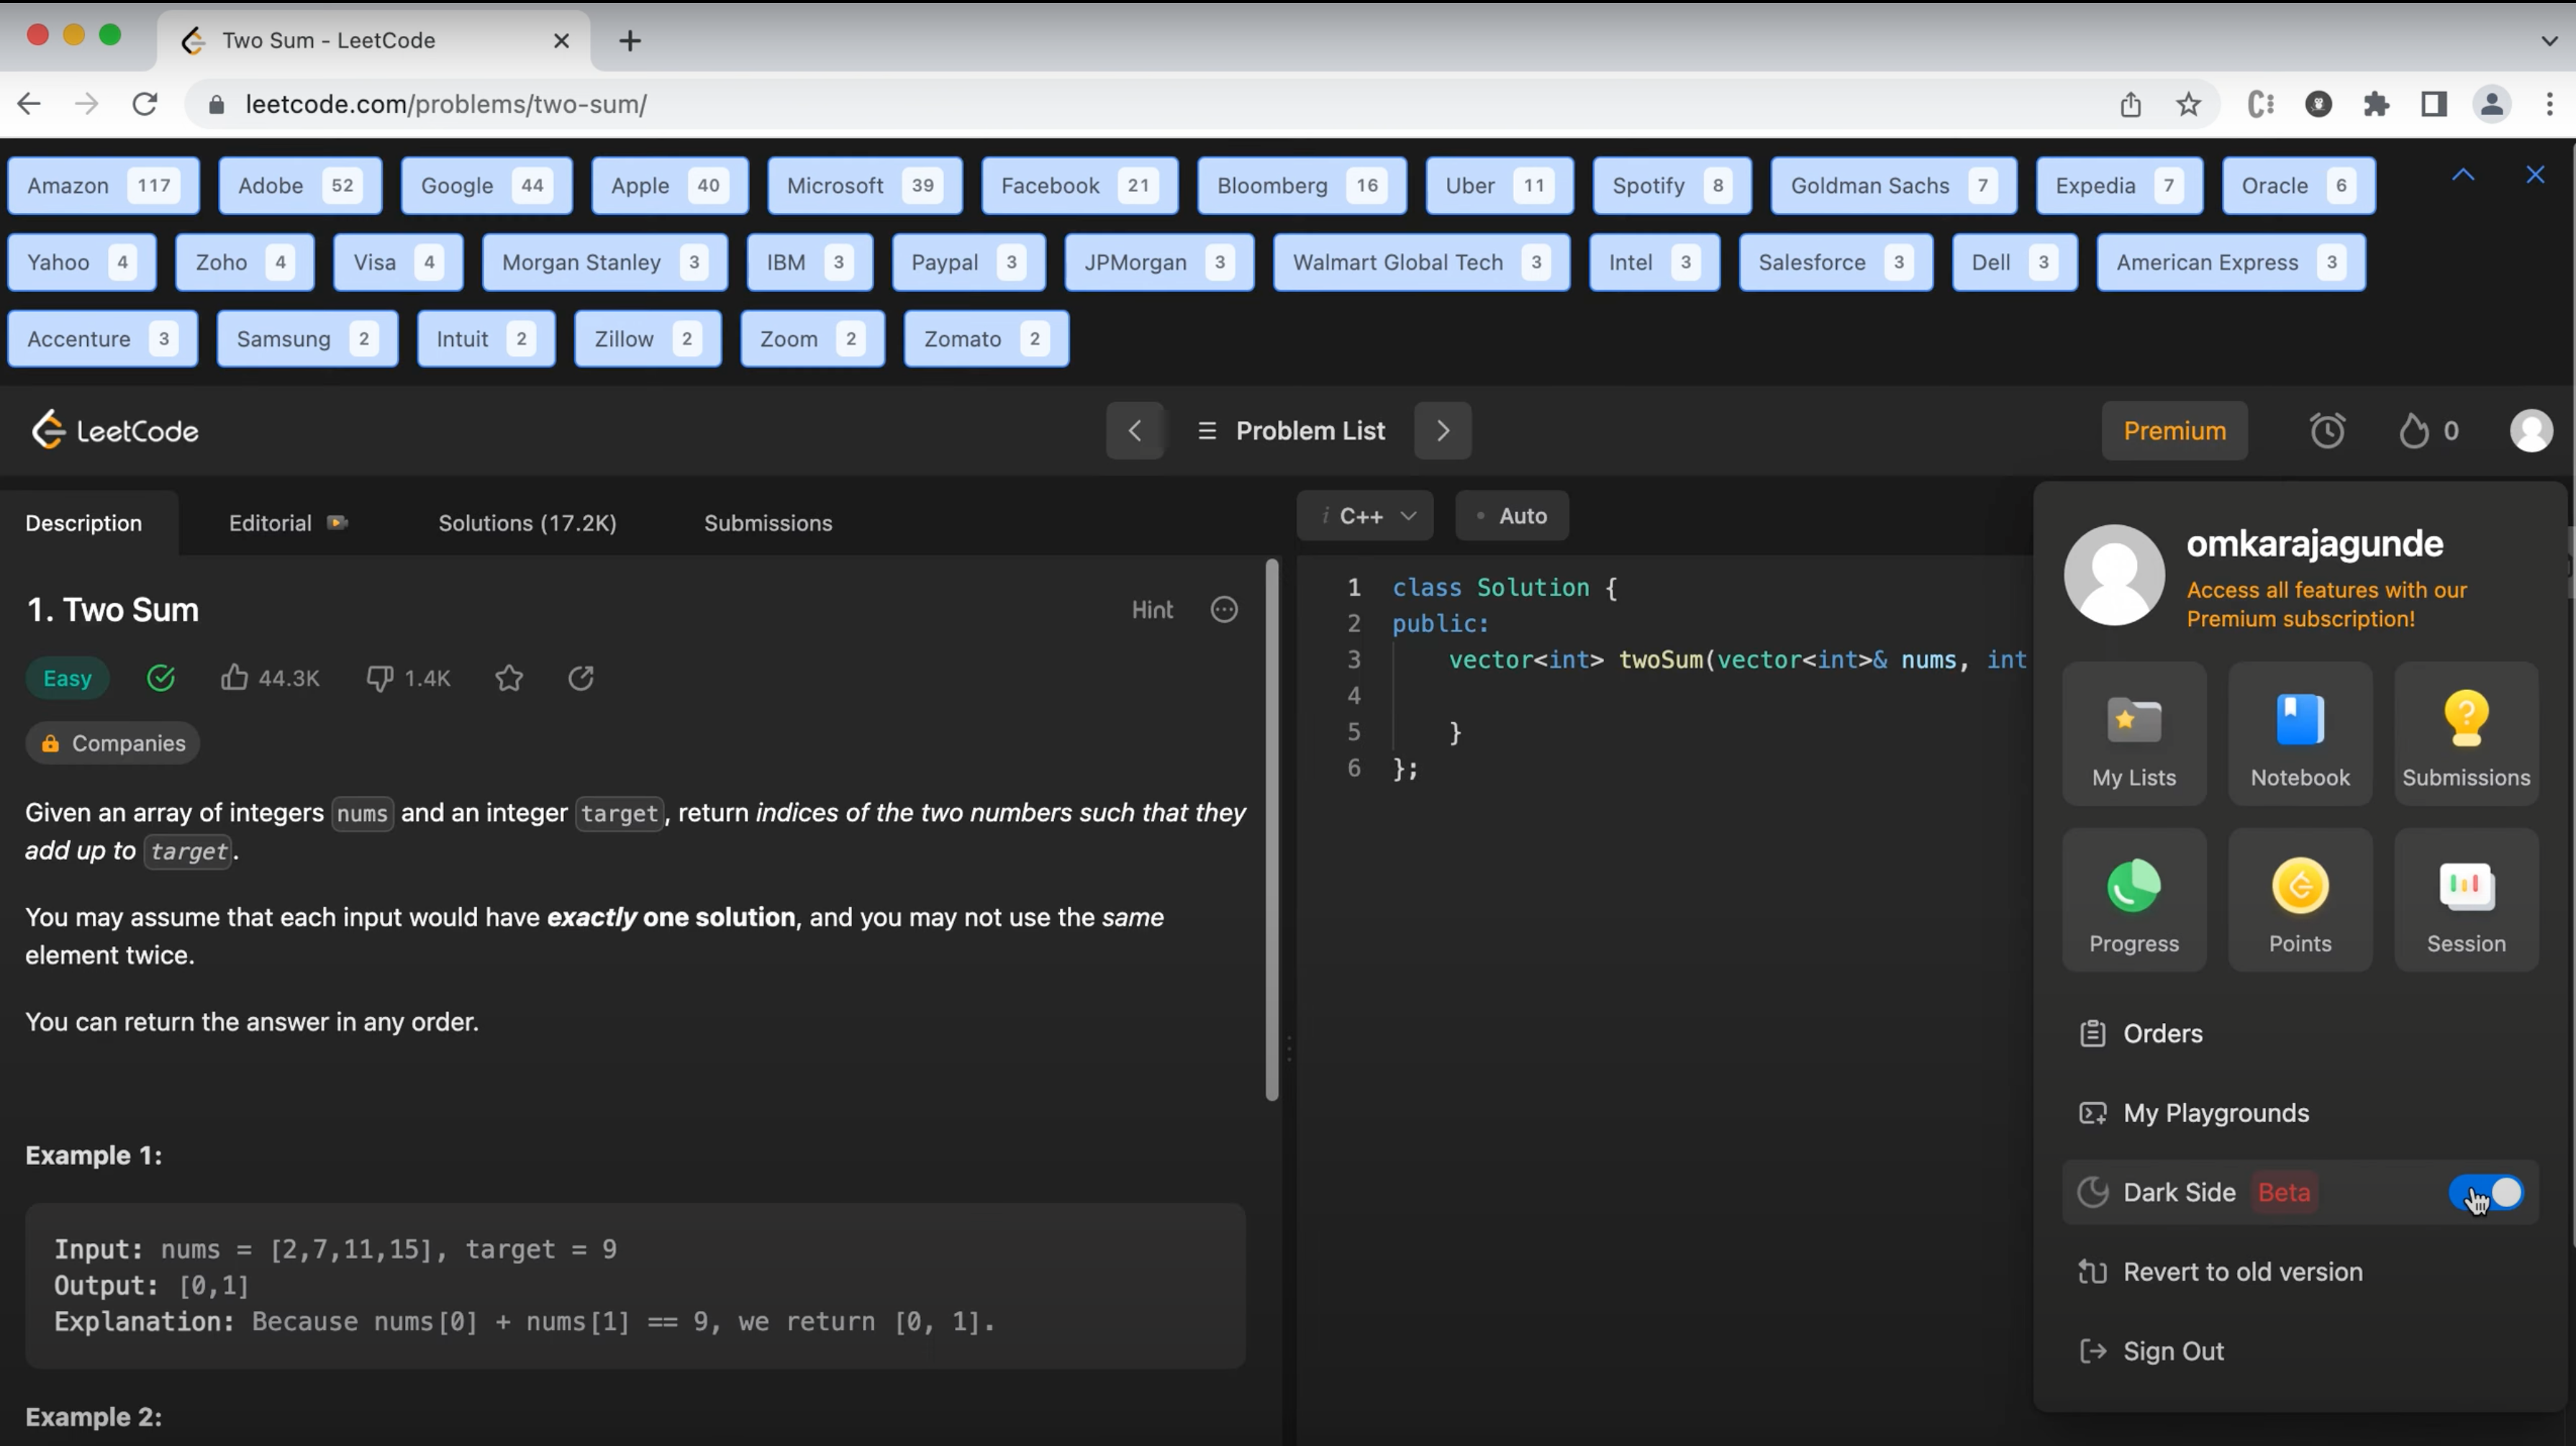 Two Sum - LeetCode
leetcode.com/problems/two-sum/
Amazon 117 Adobe 52 Google 44 Apple 40 Microsoft 39 Facebook 21 Bloomberg 16 Uber 11 Spotify 8 Goldman Sachs 7 Expedia 7 Oracle 6
Yahoo 4 Zoho 4 Visa 4 Morgan Stanley 3 IBM 3 Paypal 3 JPMorgan 3 Walmart Global Tech 3 Intel 3 Salesforce 3 Dell 3 American Express 3
Accenture 3 Samsung 2 Intuit 2 Zillow 2 Zoom 2 Zomato 2
LeetCode Problem List Premium 0
Description Editorial Solutions (17.2K) Submissions
1. Two Sum Hint
Easy 44.3K 1.4K
Companies
Given an array of integers nums and an integer target, return indices of the two numbers such that they
add up to target.
You may assume that each input would have exactly one solution, and you may not use the same
element twice.
You can return the answer in any order.
Example 1:
Input: nums = [2,7,11,15], target = 9
Output: [0,1]
Explanation: Because nums[0] + nums[1] == 9, we return [0, 1].
Example 2:
i C++ Auto
1 class Solution {
2 public:
3 vector<int> twoSum(vector<int>& nums, int
4
5 }
6 };
omkarajagunde
Access all features with our
Premium subscription!
My Lists Notebook Submissions
Progress Points Session
Orders
My Playgrounds
Dark Side Beta
Revert to old version
Sign Out